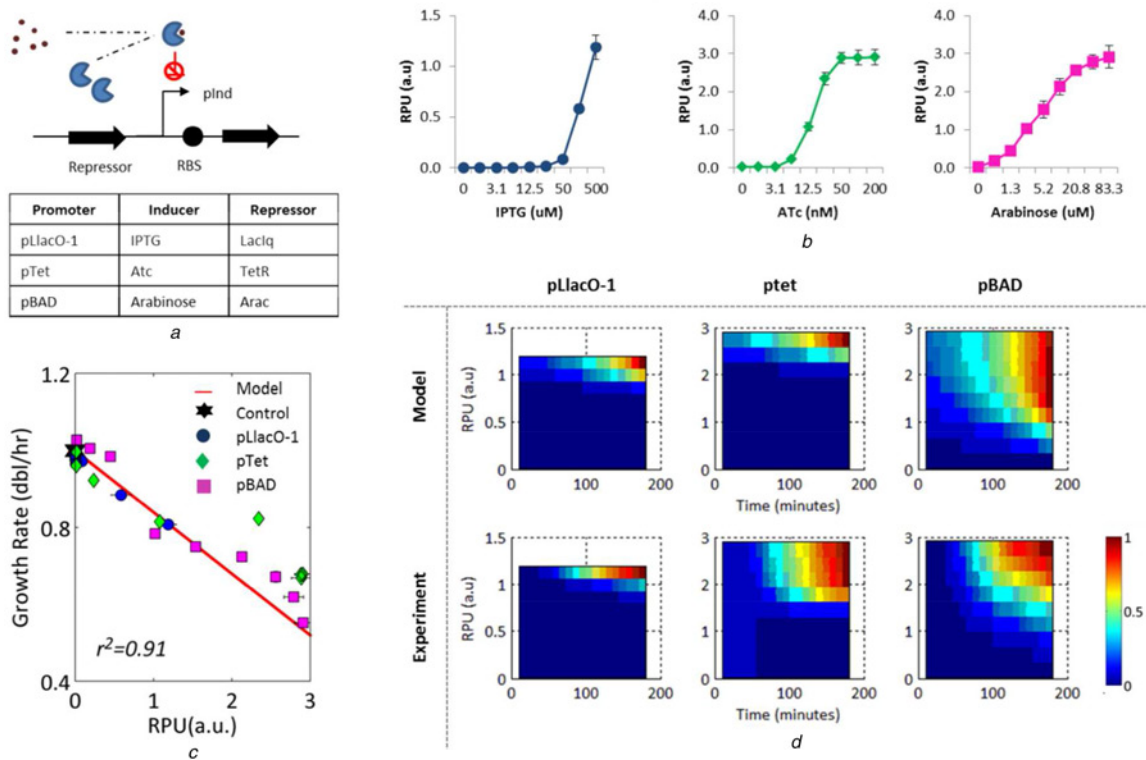 pInd
Repressor
RBS
Promoter Inducer Repressor
pLlacO-1 IPTG LacIq
pTet Atc TetR
pBAD Arabinose Arac
a
1.5
1.2
0.9
0.6
0.3
0.0
RPU (a.u)
0 3.1 12.5 50 500
IPTG (uM)
4.0
3.0
2.0
1.0
0.0
RPU (a.u)
0 3.1 12.5 50 200
ATc (nM)
4.0
3.0
2.0
1.0
0.0
RPU (a.u)
0 1.3 5.2 20.8 83.3
Arabinose (uM)
b
1.2
0.8
0.4
Growth Rate (dbl/hr)
Model
Control
pLlacO-1
pTet
pBAD
r²=0.91
0 1 2 3
RPU(a.u.)
c
pLlacO-1 ptet pBAD
Model
1.5
1
0.5
0
RPU (a.u)
0 100 200
3
2
1
0
0 100 200
Time (minutes)
3
2
1
0
0 100 200
Experiment
1.5
1
0.5
0
RPU (a.u)
0 100 200
3
2
1
0
0 100 200
Time (minutes)
3
2
1
0
0 100 200
1
0.5
0
d